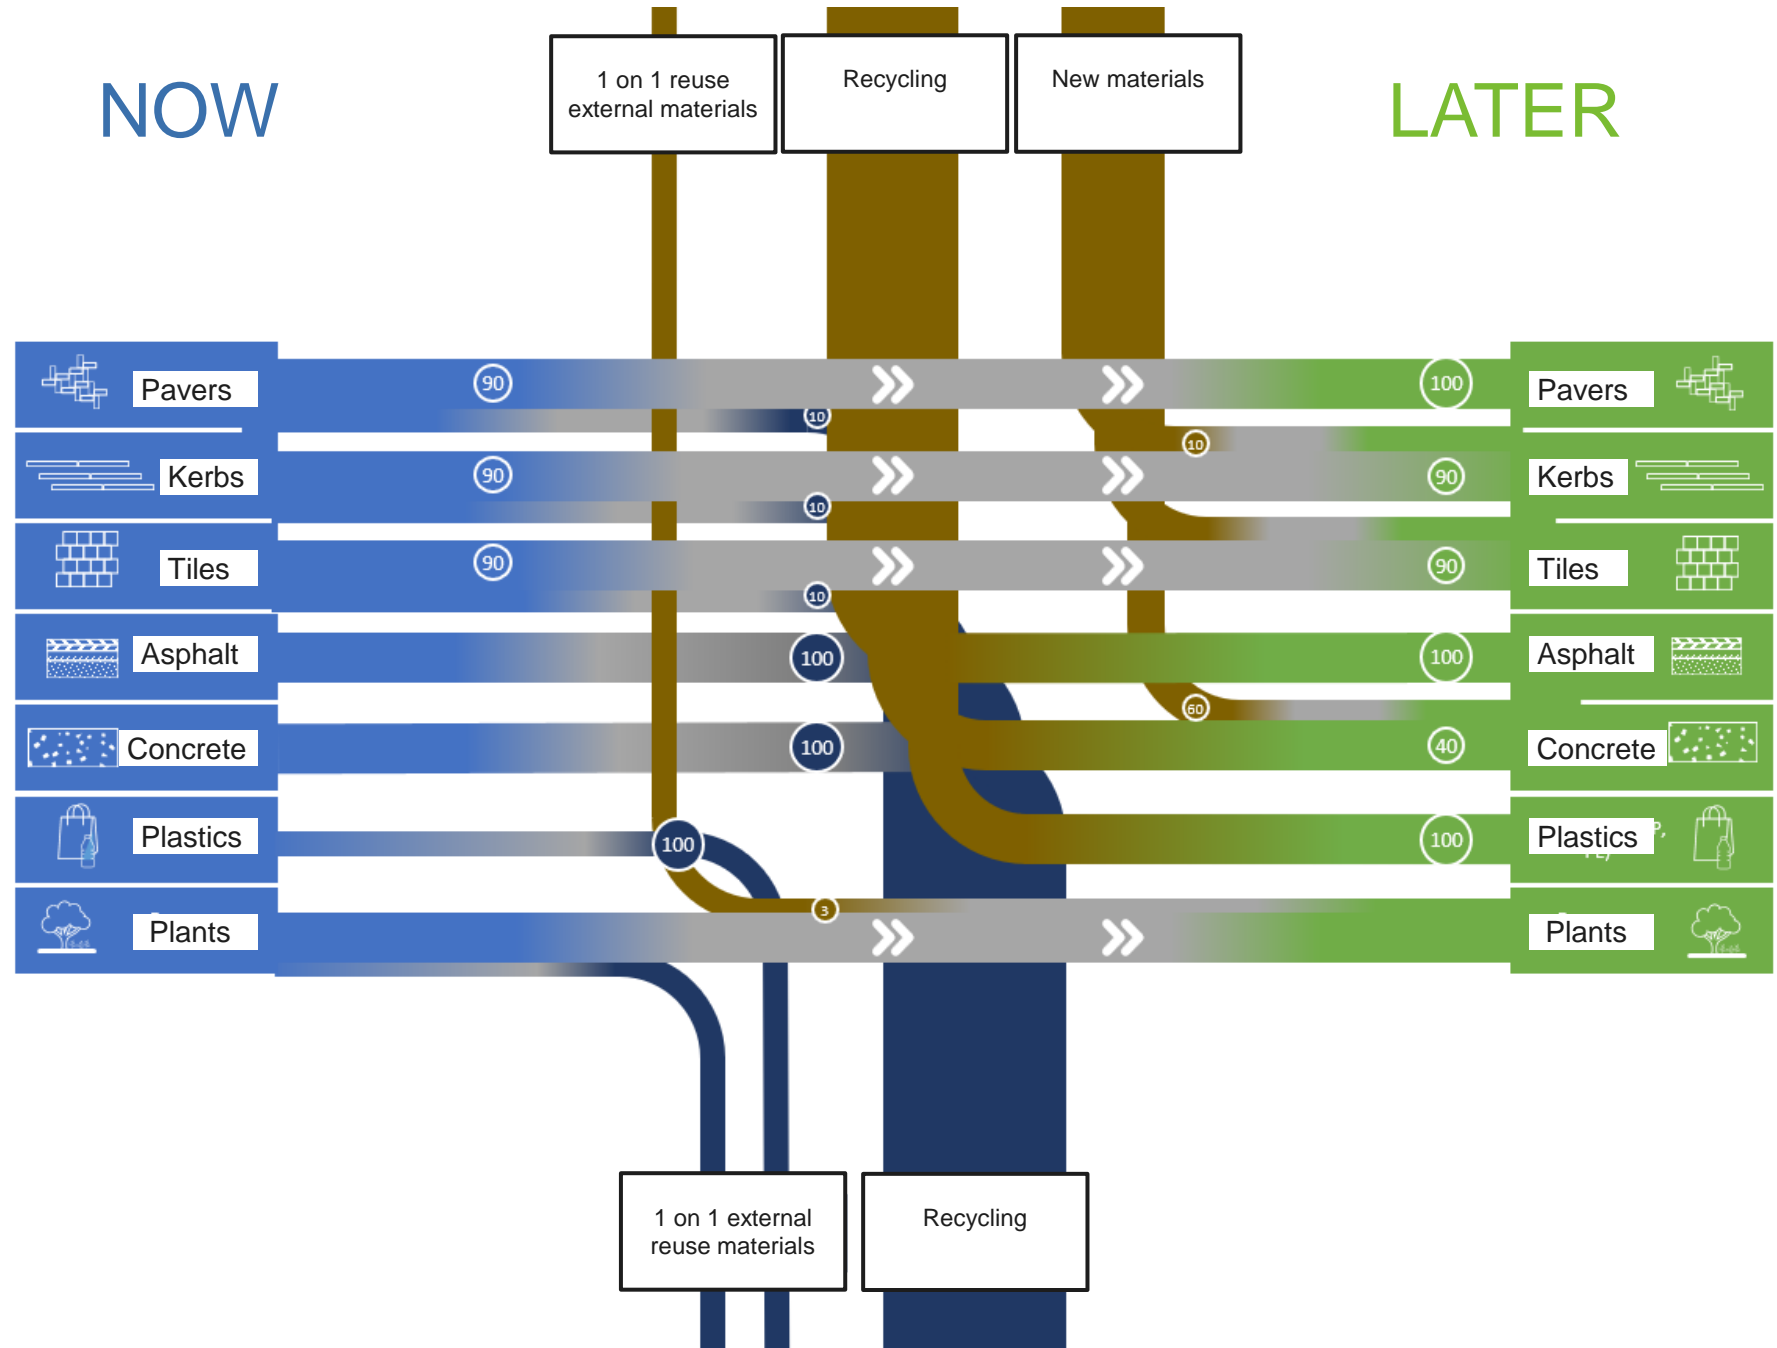 NOW
1 on 1 reuse
external materials
Recycling
New materials
LATER
Pavers
90
100
Pavers
10
10
Kerbs
90
90
Kerbs
10
Tiles
90
90
Tiles
10
Asphalt
100
100
Asphalt
60
Concrete
100
40
Concrete
Plastics
100
100
Plastics
3
Plants
Plants
1 on 1 external
reuse materials
Recycling